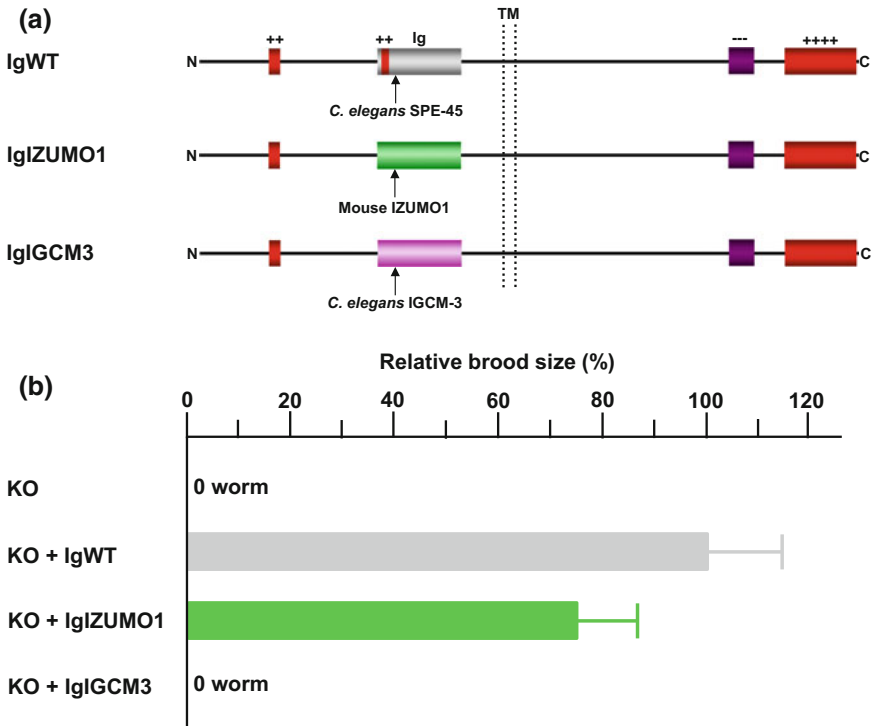 (a)
TM
++ ++ Ig --- ++++
IgWT N C
C. elegans SPE-45
IgIZUMO1 N C
Mouse IZUMO1
IgIGCM3 N C
C. elegans IGCM-3
(b)
Relative brood size (%)
0 20 40 60 80 100 120
KO 0 worm
KO + IgWT
KO + IgIZUMO1
KO + IgIGCM3 0 worm